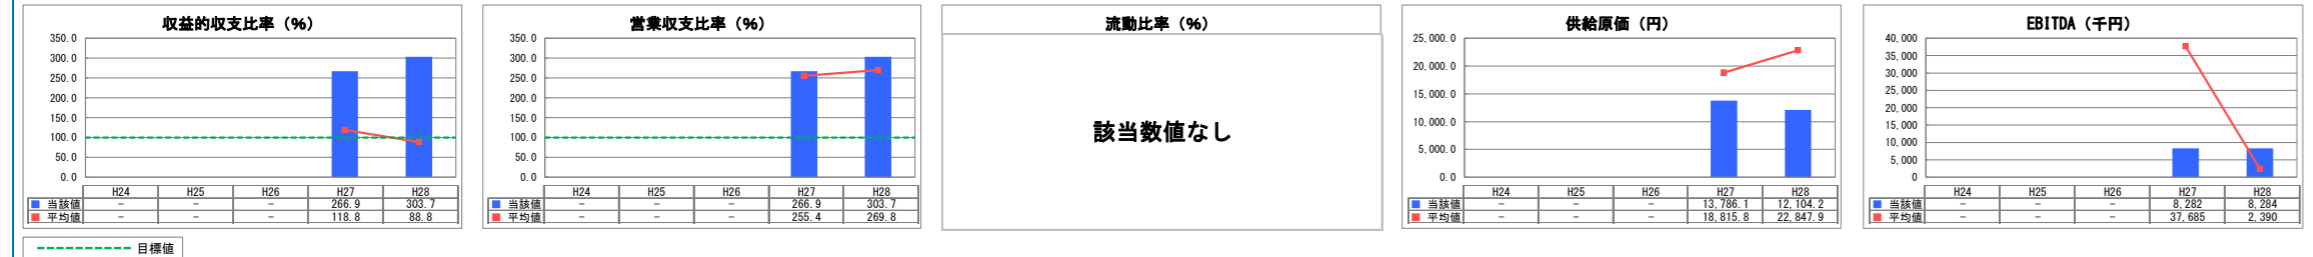 収益的収支比率（%）
350.0
300.0
250.0
200.0
150.0
100.0
50.0
0.0
H24 H25 H26 H27 H28
当該値 - - - 266.9 303.7
平均値 - - - 118.8 88.8
営業収支比率（%）
350.0
300.0
250.0
200.0
150.0
100.0
50.0
0.0
H24 H25 H26 H27 H28
当該値 - - - 266.9 303.7
平均値 - - - 255.4 269.8
流動比率（%）
該当数値なし
供給原価（円）
25,000.0
20,000.0
15,000.0
10,000.0
5,000.0
0.0
H24 H25 H26 H27 H28
当該値 - - - 13,786.1 12,104.2
平均値 - - - 18,815.8 22,847.9
EBITDA（千円）
40,000
35,000
30,000
25,000
20,000
15,000
10,000
5,000
0
H24 H25 H26 H27 H28
当該値 - - - 8,282 8,284
平均値 - - - 37,685 2,390
目標値